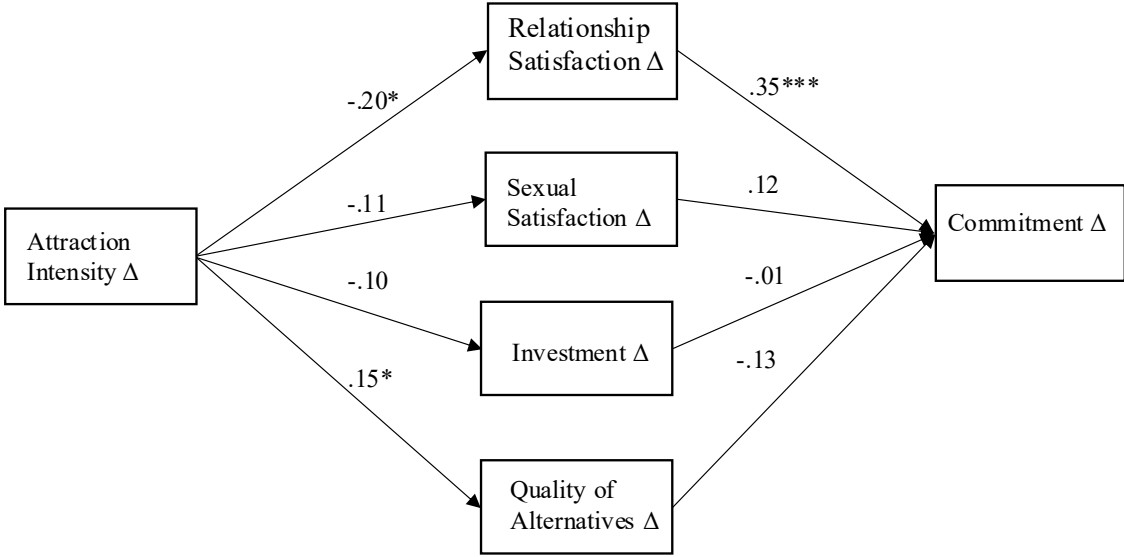 Relationship
Satisfaction Δ
-.20*
.35***
Sexual
Satisfaction Δ
-.11
.12
Attraction
Intensity Δ
Commitment Δ
-.10
-.01
Investment Δ
.15*
-.13
Quality of
Alternatives Δ